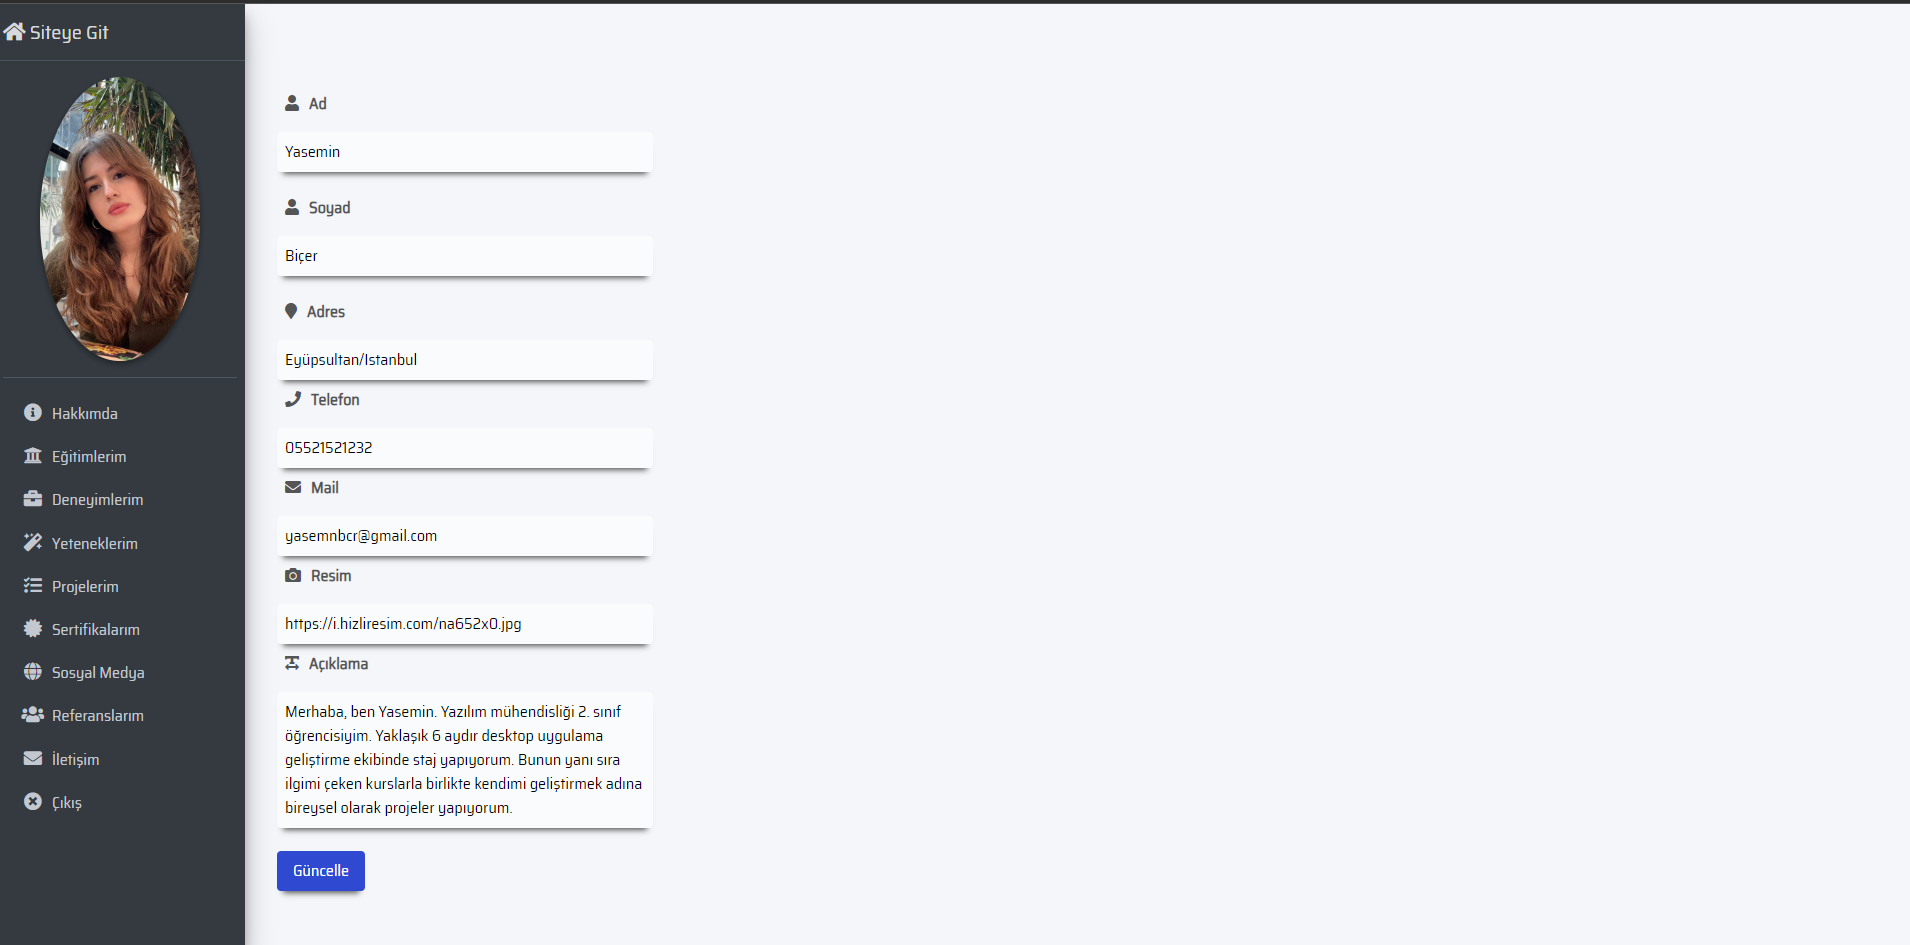 Siteye Git
Hakkımda
Eğitimlerim
Deneyimlerim
Yeteneklerim
Projelerim
Sertifikalarım
Sosyal Medya
Referanslarım
İletişim
Çıkış
Ad
Yasemin
Soyad
Biçer
Adres
Eyüpsultan/Istanbul
Telefon
05521521232
Mail
yasemnbcr@gmail.com
Resim
https://i.hizliresim.com/na652x0.jpg
Açıklama
Merhaba, ben Yasemin. Yazılım mühendisliği 2. sınıf
öğrencisiyim. Yaklaşık 6 aydır desktop uygulama
geliştirme ekibinde staj yapıyorum. Bunun yanı sıra
ilgimi çeken kurslarla birlikte kendimi geliştirmek adına
bireysel olarak projeler yapıyorum.
Güncelle